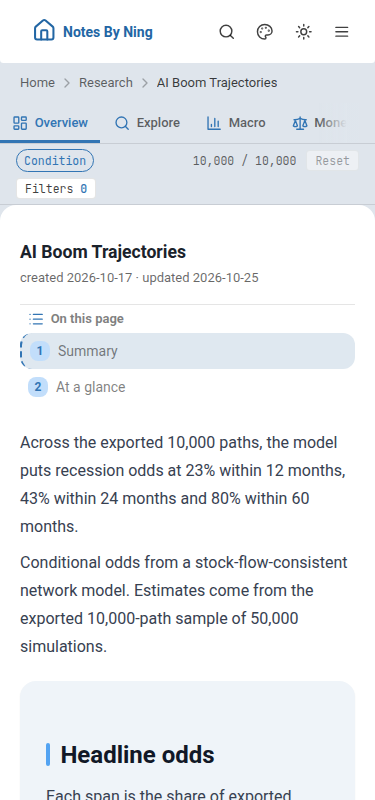 Notes By Ning
Home > Research > AI Boom Trajectories
Overview Explore Macro
Condition 10,000 / 10,000 Reset
Filters 0
AI Boom Trajectories
created 2026-10-17 · updated 2026-10-25
On this page
1 Summary
2 At a glance
Across the exported 10,000 paths, the model
puts recession odds at 23% within 12 months,
43% within 24 months and 80% within 60
months.
Conditional odds from a stock-flow-consistent
network model. Estimates come from the
exported 10,000-path sample of 50,000
simulations.
Headline odds
Each span is the share of exported